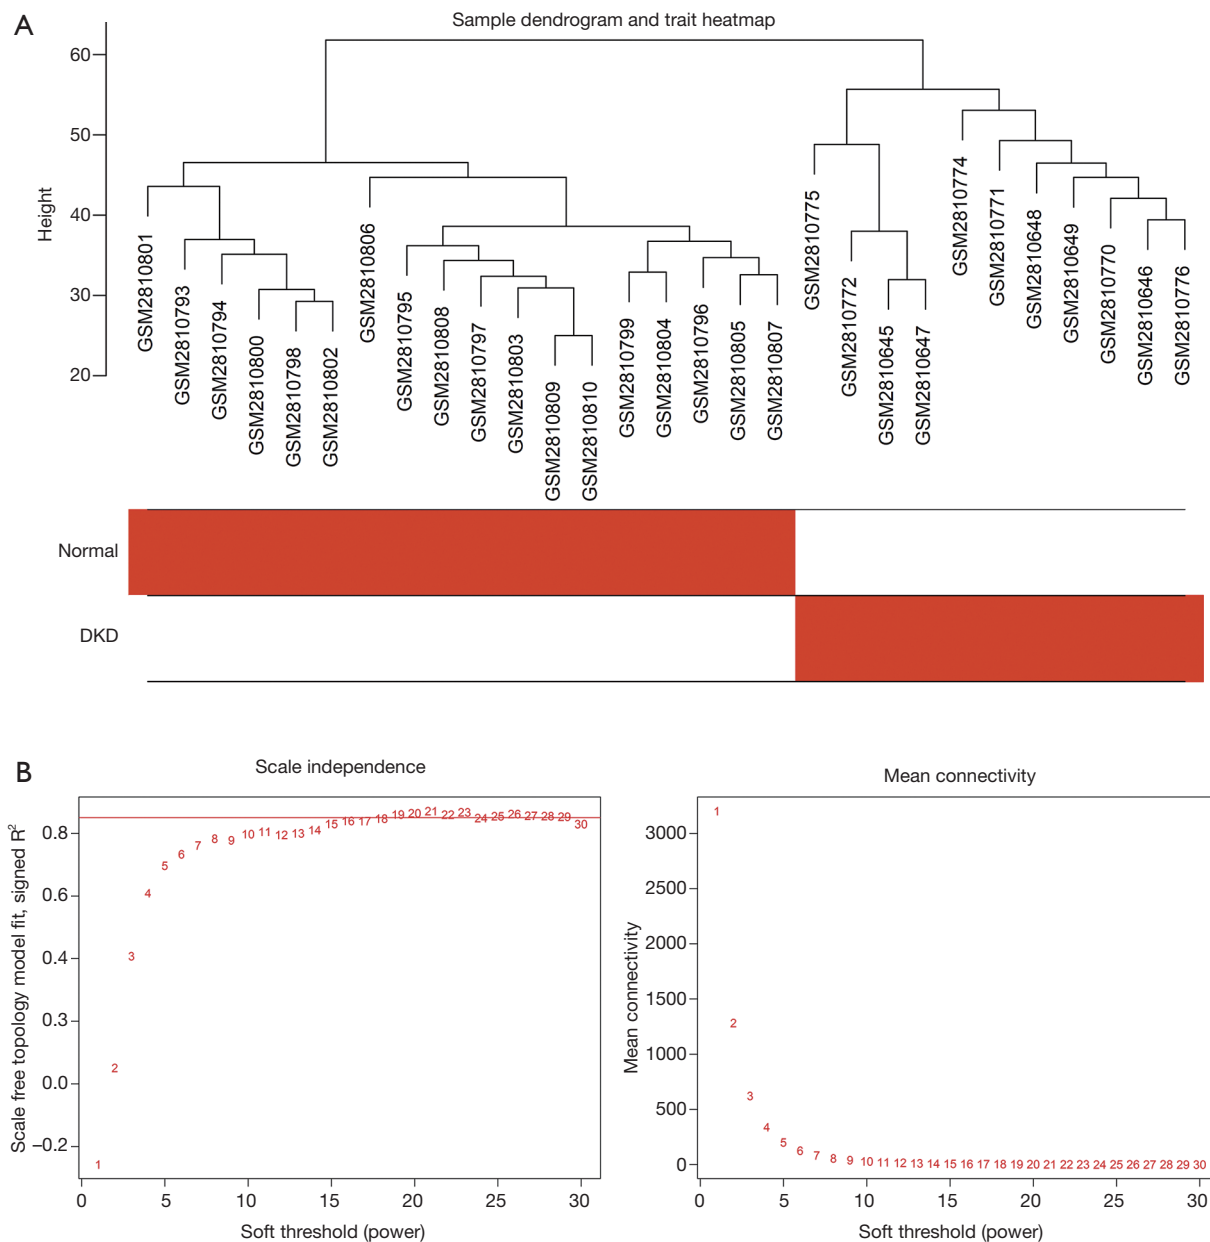 A
Sample dendrogram and trait heatmap
Height
60
50
40
30
20
GSM2810801
GSM2810793
GSM2810794
GSM2810800
GSM2810798
GSM2810802
GSM2810806
GSM2810795
GSM2810808
GSM2810797
GSM2810803
GSM2810809
GSM2810810
GSM2810799
GSM2810804
GSM2810796
GSM2810805
GSM2810807
GSM2810775
GSM2810772
GSM2810645
GSM2810647
GSM2810774
GSM2810771
GSM2810648
GSM2810649
GSM2810770
GSM2810646
GSM2810776
Normal
DKD
B
Scale independence
Scale free topology model fit, signed R²
0.8
0.6
0.4
0.3
0.0
−0.2
1 2 3 4 5 6 7 8 9 10 11 12 13 14 15 16 17 18 19 20 21 22 23 24 25 26 27 28 29 30
0 5 10 15 20 25 30
Soft threshold (power)
Mean connectivity
Mean connectivity
3000
2500
2000
1500
1000
500
0
1 2 3 4 5 6 7 8 9 10 11 12 13 14 15 16 17 18 19 20 21 22 23 24 25 26 27 28 29 30
0 5 10 15 20 25 30
Soft threshold (power)